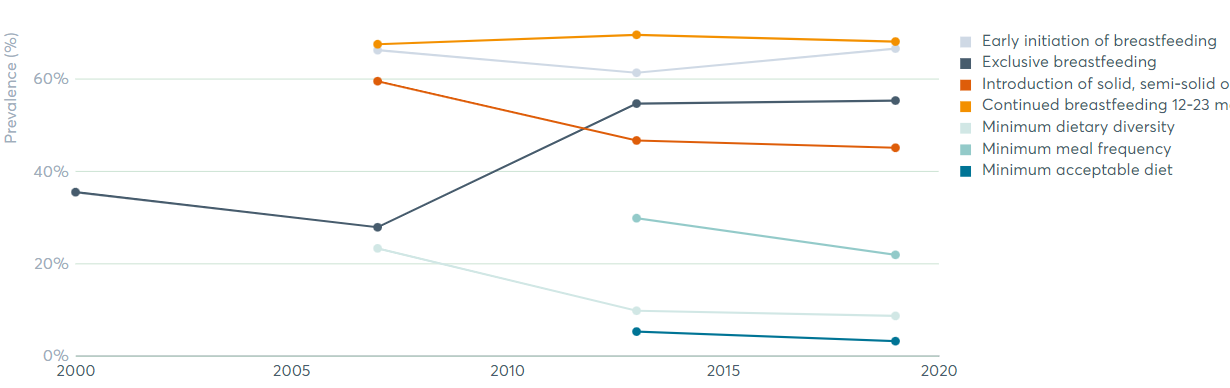 Prevalence (%)
60%
40%
20%
0%
2000 2005 2010 2015 2020
Early initiation of breastfeeding
Exclusive breastfeeding
Introduction of solid, semi-solid
Continued breastfeeding 12-23
Minimum dietary diversity
Minimum meal frequency
Minimum acceptable diet